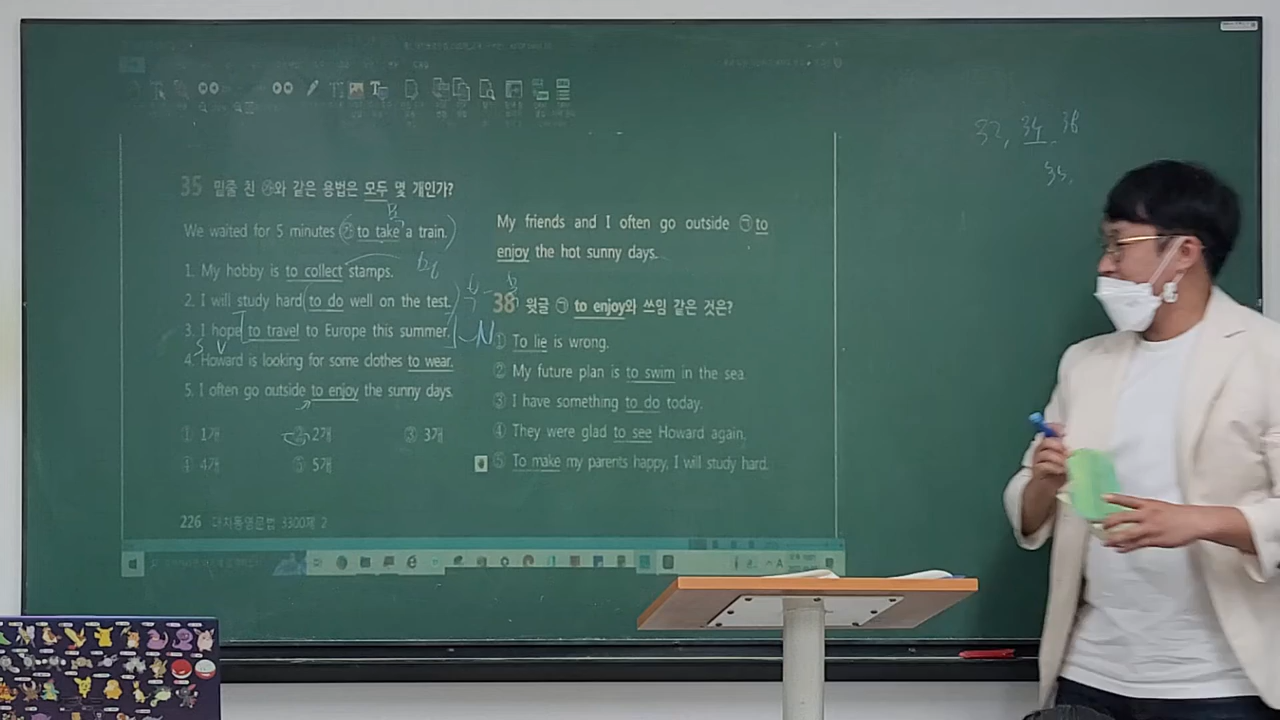 32, 34, 38
35.
35 밑줄 친 ㉮와 같은 용법은 모두 몇 개인가?
We waited for 5 minutes ㉮ to take a train.
1. My hobby is to collect stamps.
2. I will study hard to do well on the test.
3. I hope to travel to Europe this summer.
N
S V
4. Howard is looking for some clothes to wear.
5. I often go outside to enjoy the sunny days.
① 1개 ② 2개 ③ 3개
④ 4개 ⑤ 5개
226 대치동영문법 3300제 2
My friends and I often go outside ㉠ to
enjoy the hot sunny days.
38 윗글 ㉠ to enjoy와 쓰임 같은 것은?
① To lie is wrong.
② My future plan is to swim in the sea.
③ I have something to do today.
④ They were glad to see Howard again.
⑤ To make my parents happy, I will study hard.